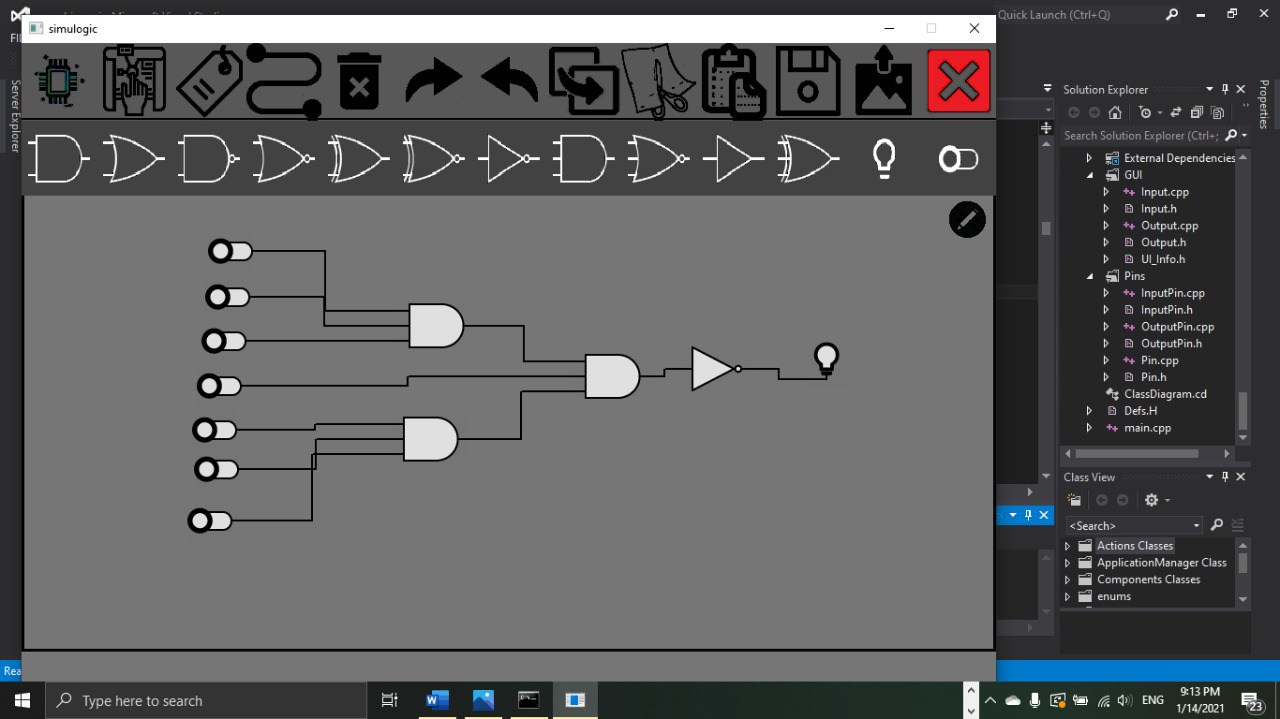 Quick Launch (Ctrl+Q)
simulogic
Server Explorer
Properties
Solution Explorer
Search Solution Explorer (Ctrl+;
External Dependencies
GUI
Input.cpp
Input.h
Output.cpp
Output.h
UI_Info.h
Pins
InputPin.cpp
InputPin.h
OutputPin.cpp
OutputPin.h
Pin.cpp
Pin.h
ClassDiagram.cd
Defs.H
main.cpp
Class View
<Search>
Actions Classes
ApplicationManager Class
Components Classes
enums
Rea
Type here to search
ENG
9:13 PM
1/14/2021
23